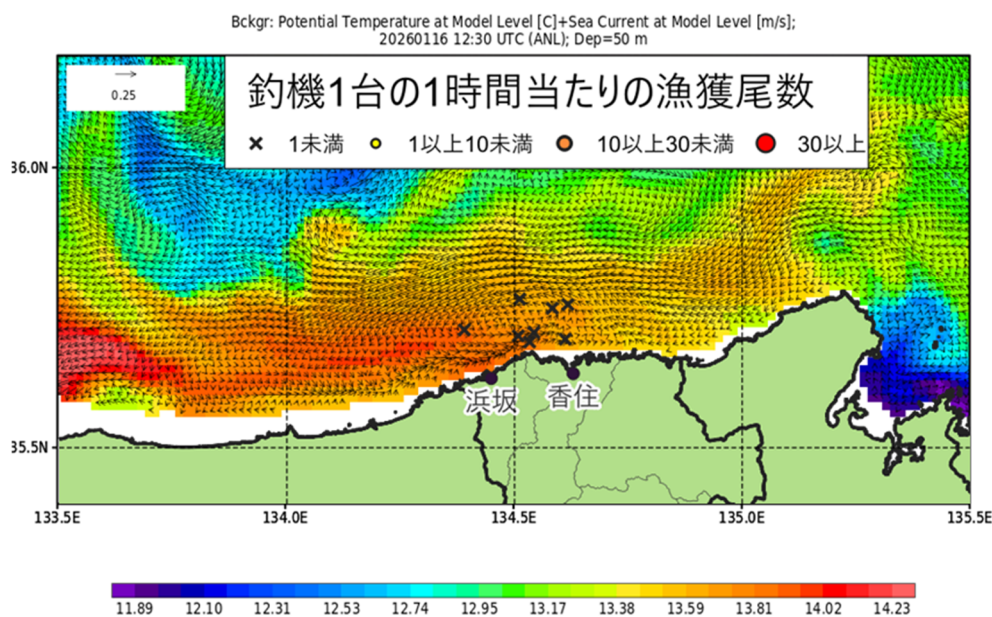 Bckgr: Potential Temperature at Model Level [C]+Sea Current at Model Level [m/s];
20260116 12:30 UTC (ANL); Dep=50 m
0.25
釣機1台の1時間当たりの漁獲尾数
1未満 1以上10未満 10以上30未満 30以上
36.0N
浜坂 香住
35.5N
133.5E 134.0E 134.5E 135.0E 135.5E
11.89 12.10 12.31 12.53 12.74 12.95 13.17 13.38 13.59 13.81 14.02 14.23